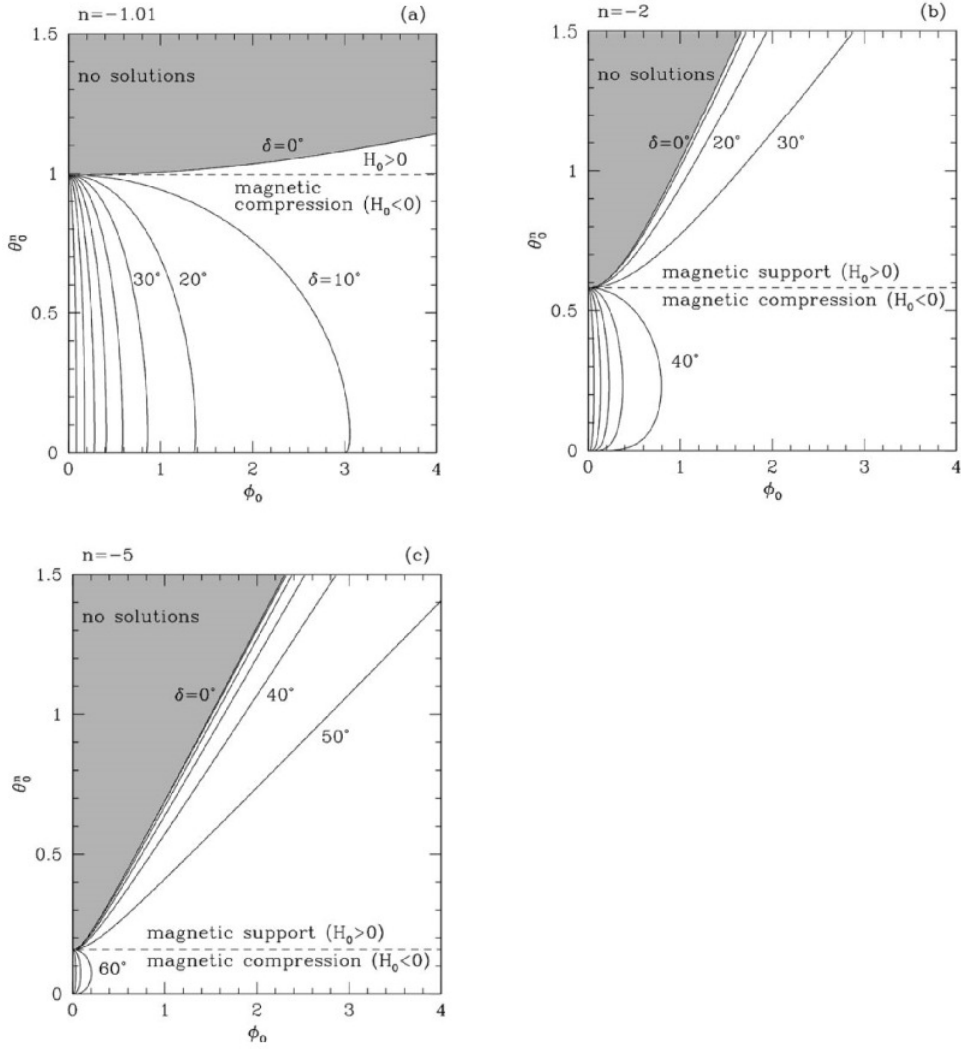 n=−1.01 (a)
1.5
no solutions
δ=0°
H₀>0
1
magnetic
compression (H₀<0)
θ₀ⁿ
30°
20°
δ=10°
0.5
0
0 1 2 3 4
ϕ₀
n=−2 (b)
1.5
no solutions
δ=0°
20°
30°
1
θ₀ⁿ
magnetic support (H₀>0)
magnetic compression (H₀<0)
0.5
40°
0
0 1 2 3 4
ϕ₀
n=−5 (c)
1.5
no solutions
δ=0°
40°
50°
1
θ₀ⁿ
0.5
magnetic support (H₀>0)
magnetic compression (H₀<0)
60°
0
0 1 2 3 4
ϕ₀